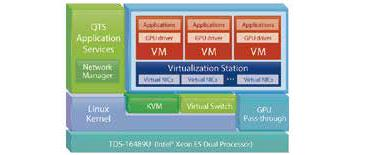 QTS
Application
Services
Network
Manager
Applications Applications Applications
GPU driver GPU driver GPU driver
VM VM VM
Virtualization Station
Virtual NICs Virtual NICs ... Virtual NICs
Linux
Kernel
KVM
Virtual Switch
GPU
Pass-through
TDS-16489U (Intel® Xeon E5 Dual Processor)